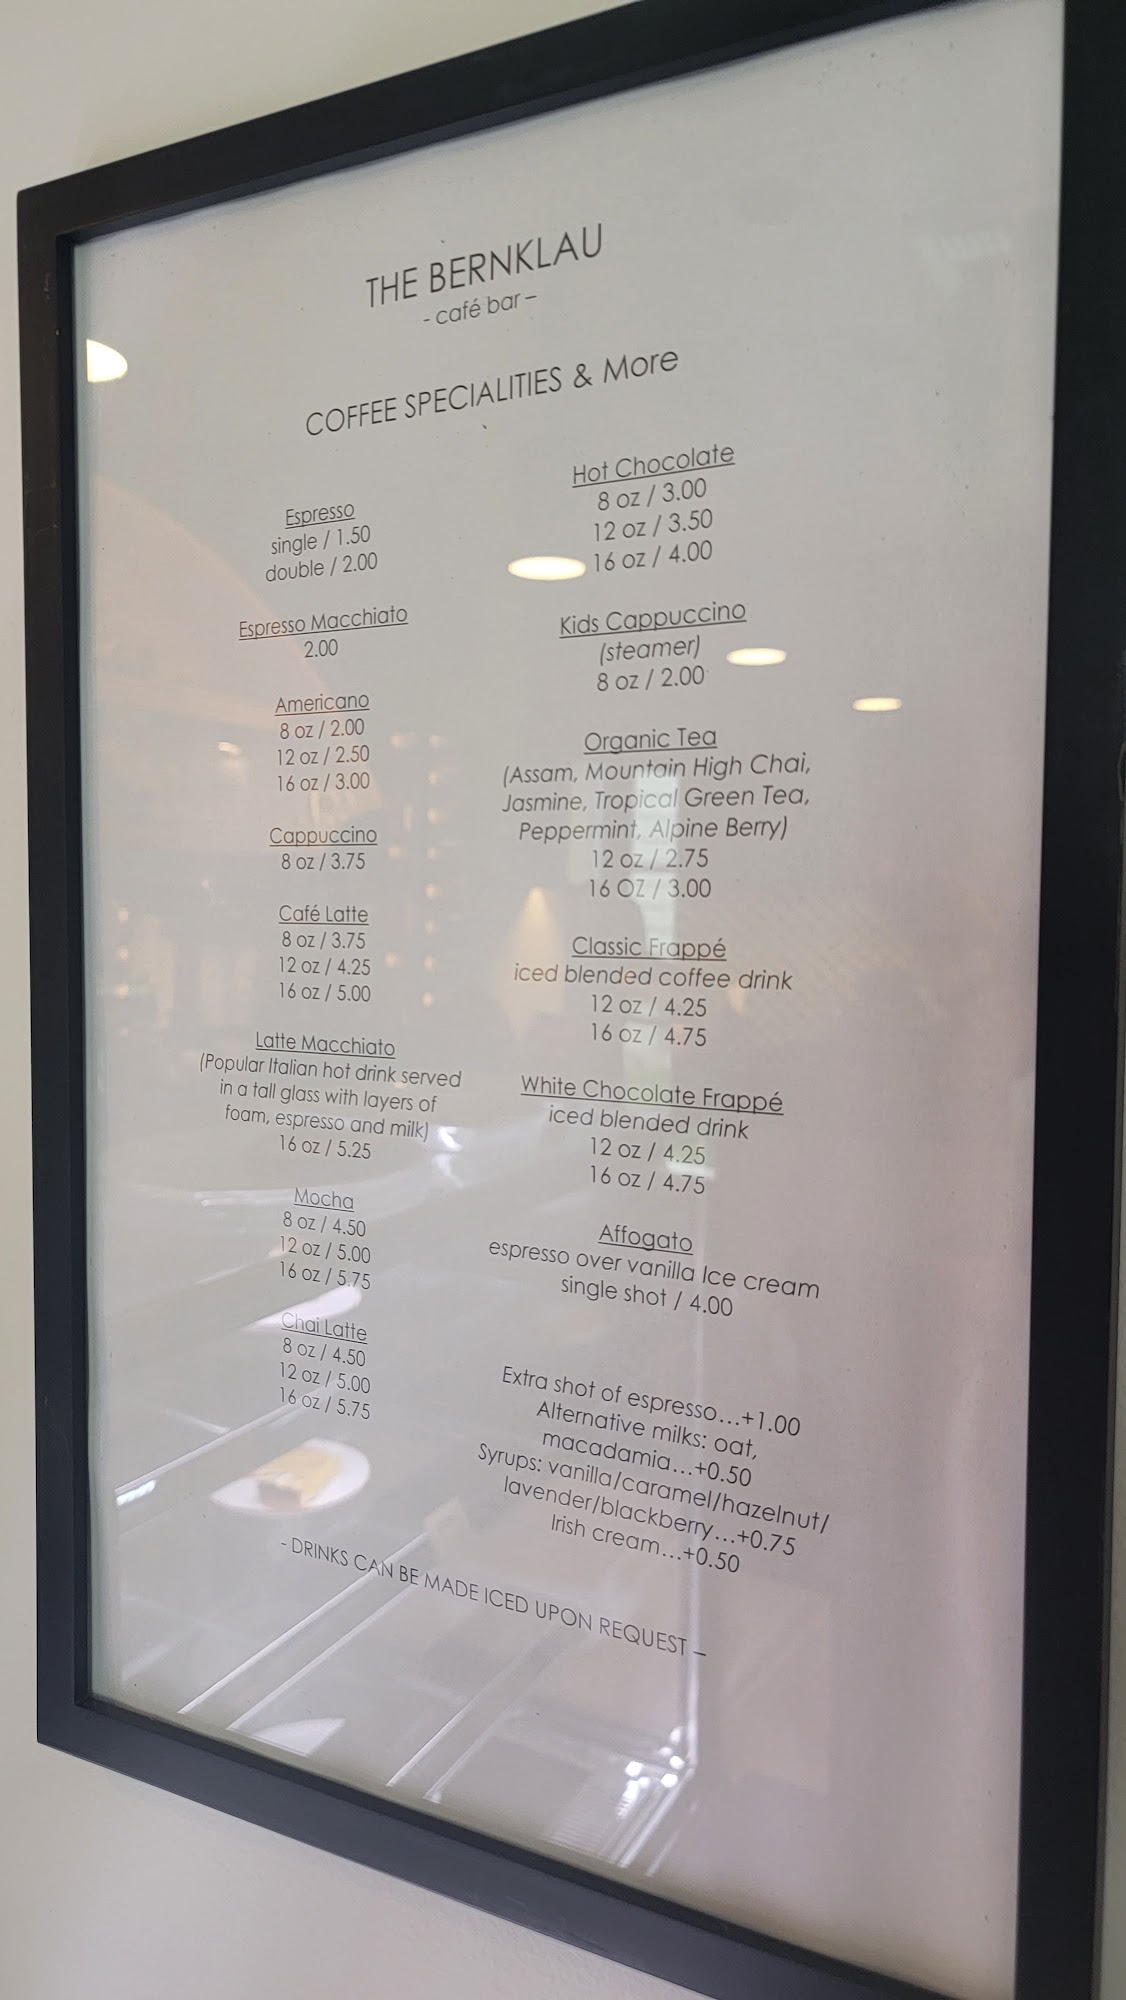 THE BERNKLAU
- café bar –
COFFEE SPECIALITIES & More
Espresso
single / 1.50
double / 2.00
Espresso Macchiato
2.00
Americano
8 oz / 2.00
12 oz / 2.50
16 oz / 3.00
Cappuccino
8 oz / 3.75
Café Latte
8 oz / 3.75
12 oz / 4.25
16 oz / 5.00
Latte Macchiato
(Popular Italian hot drink served
in a tall glass with layers of
foam, espresso and milk)
16 oz / 5.25
Mocha
8 oz / 4.50
12 oz / 5.00
16 oz / 5.75
Chai Latte
8 oz / 4.50
12 oz / 5.00
16 oz / 5.75
Hot Chocolate
8 oz / 3.00
12 oz / 3.50
16 oz / 4.00
Kids Cappuccino
(steamer)
8 oz / 2.00
Organic Tea
(Assam, Mountain High Chai,
Jasmine, Tropical Green Tea,
Peppermint, Alpine Berry)
12 oz / 2.75
16 OZ / 3.00
Classic Frappé
iced blended coffee drink
12 oz / 4.25
16 oz / 4.75
White Chocolate Frappé
iced blended drink
12 oz / 4.25
16 oz / 4.75
Affogato
espresso over vanilla Ice cream
single shot / 4.00
Extra shot of espresso…+1.00
Alternative milks: oat,
macadamia…+0.50
Syrups: vanilla/caramel/hazelnut/
lavender/blackberry…+0.75
Irish cream…+0.50
- DRINKS CAN BE MADE ICED UPON REQUEST –